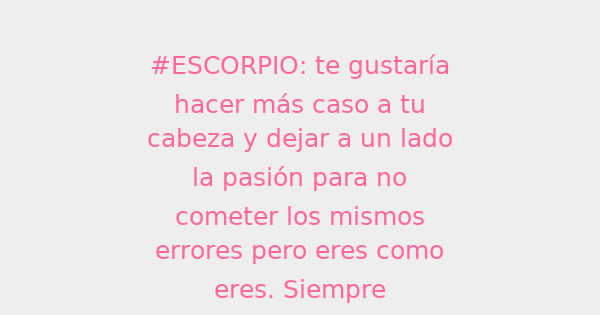 #ESCORPIO: te gustaría
hacer más caso a tu
cabeza y dejar a un lado
la pasión para no
cometer los mismos
errores pero eres como
eres. Siempre